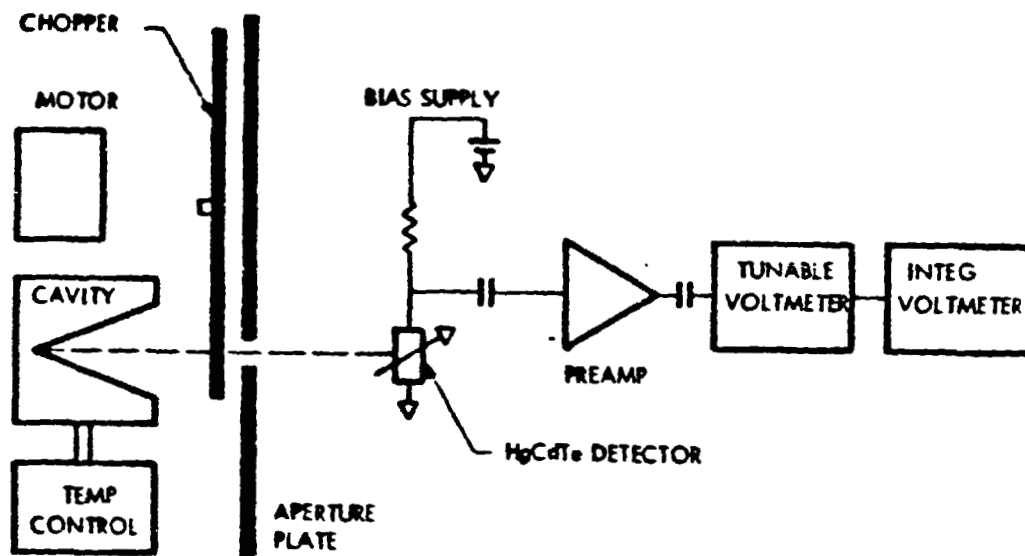 CHOPPER
MOTOR
BIAS SUPPLY
CAVITY
TUNABLE
VOLTMETER
INTEG
VOLTMETER
PREAMP
HgCdTe DETECTOR
TEMP
CONTROL
APERTURE
PLATE